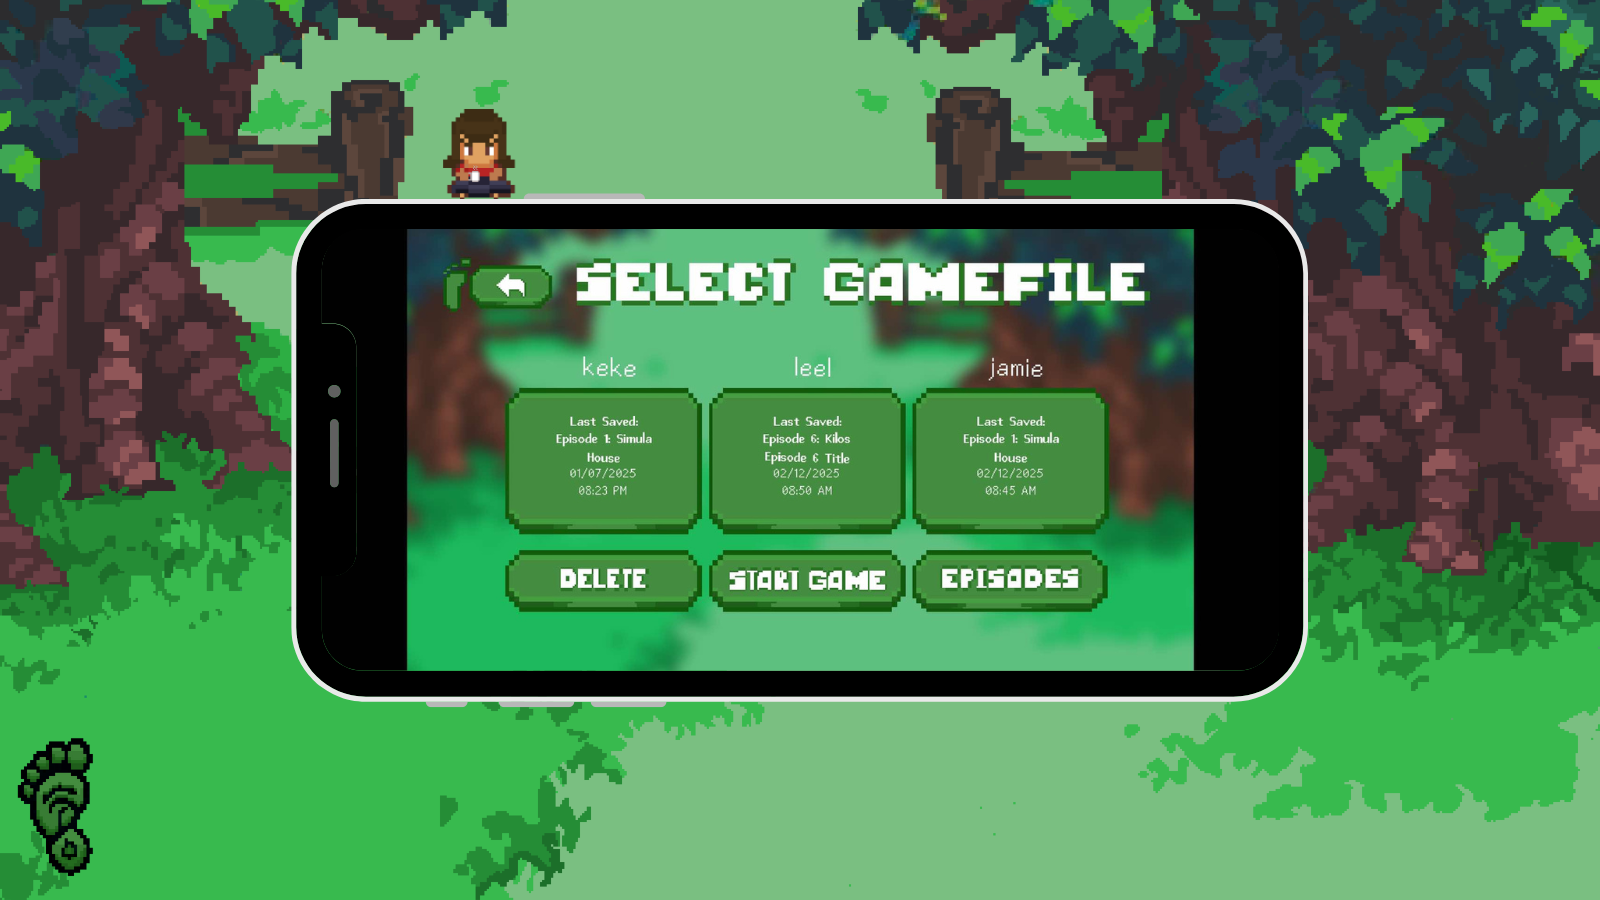 SELECT GAMEFILE
keke
leel
jamie
Last Saved:
Episode 1: Simula
House
01/07/2025
08:23 PM
Last Saved:
Episode 6: Kilos
Episode 6 Title
02/12/2025
08:50 AM
Last Saved:
Episode 1: Simula
House
02/12/2025
08:45 AM
DELETE
START GAME
EPISODES